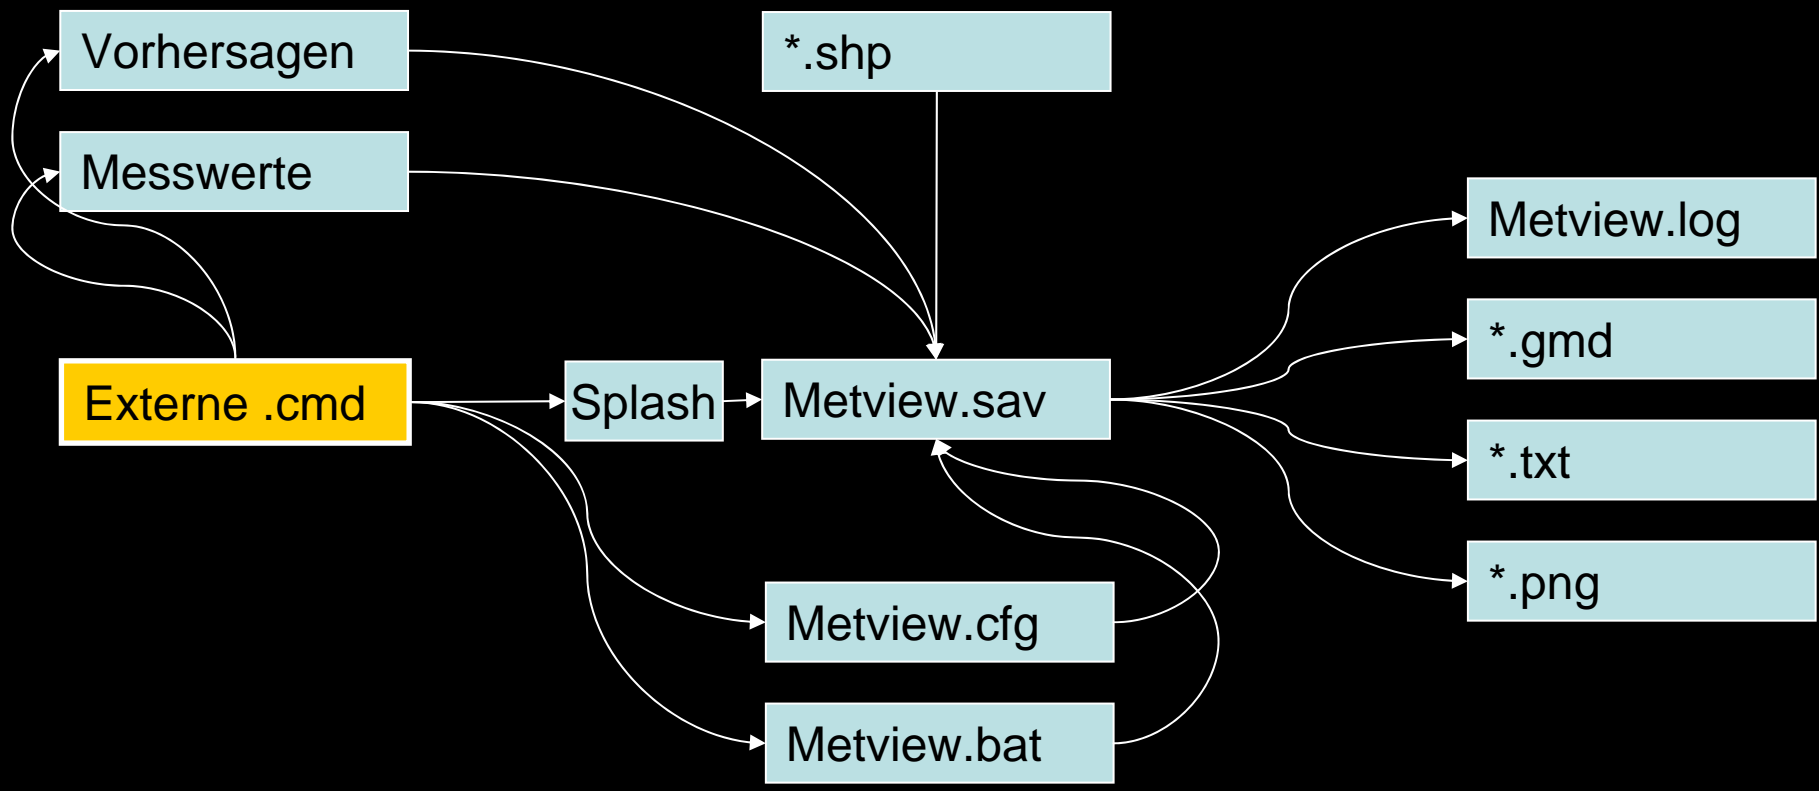 Vorhersagen
*.shp
Messwerte
Metview.log
*.gmd
Externe .cmd
Splash
Metview.sav
*.txt
*.png
Metview.cfg
Metview.bat